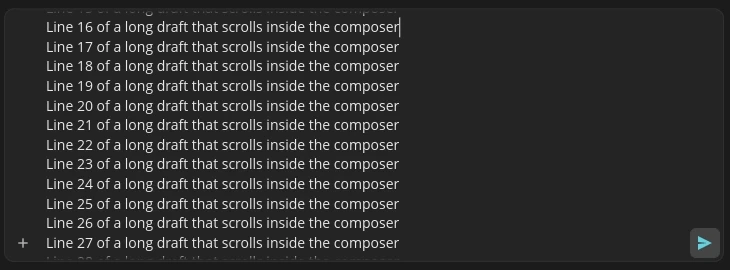 Line 16 of a long draft that scrolls inside the composer
Line 17 of a long draft that scrolls inside the composer
Line 18 of a long draft that scrolls inside the composer
Line 19 of a long draft that scrolls inside the composer
Line 20 of a long draft that scrolls inside the composer
Line 21 of a long draft that scrolls inside the composer
Line 22 of a long draft that scrolls inside the composer
Line 23 of a long draft that scrolls inside the composer
Line 24 of a long draft that scrolls inside the composer
Line 25 of a long draft that scrolls inside the composer
Line 26 of a long draft that scrolls inside the composer
Line 27 of a long draft that scrolls inside the composer